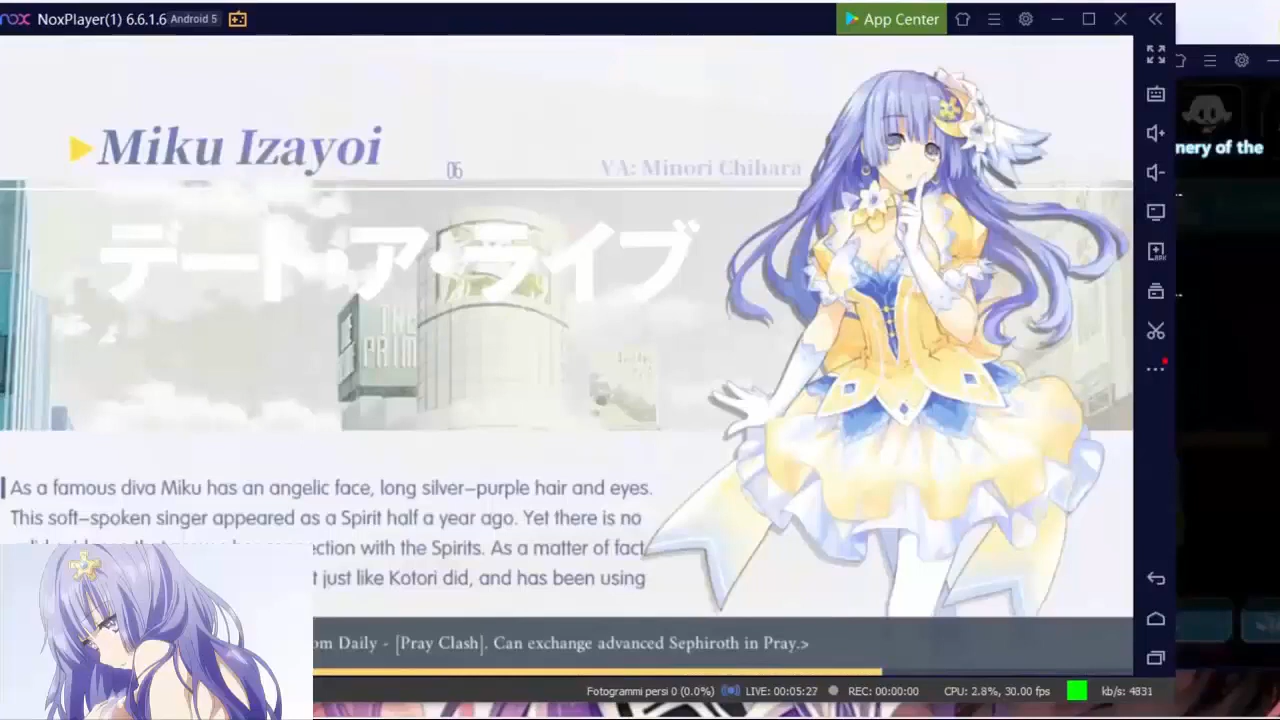 nox NoxPlayer(1) 6.6.1.6 Android 5
App Center
Miku Izayoi
06
VA: Minori Chihara
デート・ア・ライブ
THE
PRIM
nery of the
As a famous diva Miku has an angelic face, long silver-purple hair and eyes.
This soft-spoken singer appeared as a Spirit half a year ago. Yet there is no
ection with the Spirits. As a matter of fact,
t just like Kotori did, and has been using
om Daily - [Pray Clash]. Can exchange advanced Sephiroth in Pray.>
Fotogrammi persi 0 (0.0%) LIVE: 00:05:27 REC: 00:00:00 CPU: 2.8%, 30.00 fps kb/s: 4831